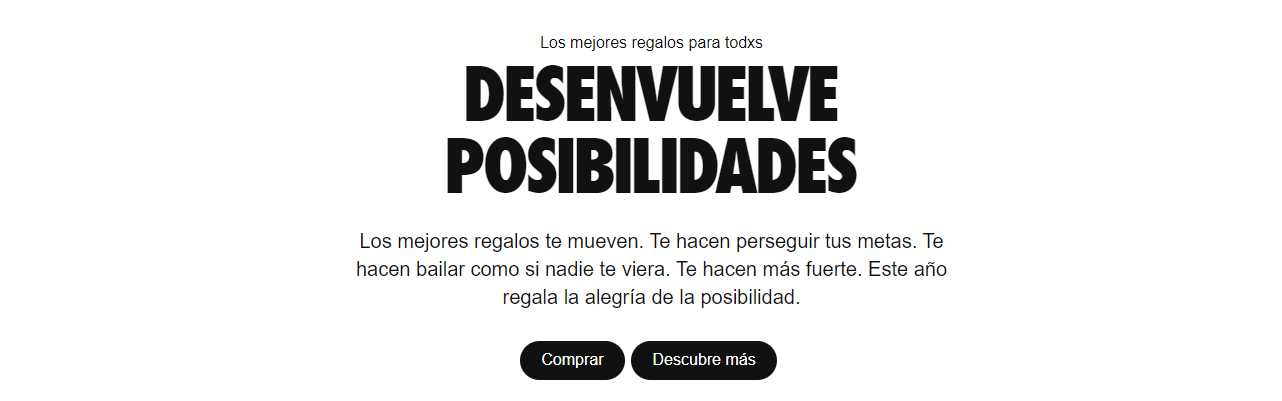 Los mejores regalos para todxs
DESENVUELVE
POSIBILIDADES
Los mejores regalos te mueven. Te hacen perseguir tus metas. Te
hacen bailar como si nadie te viera. Te hacen más fuerte. Este año
regala la alegría de la posibilidad.
Comprar
Descubre más